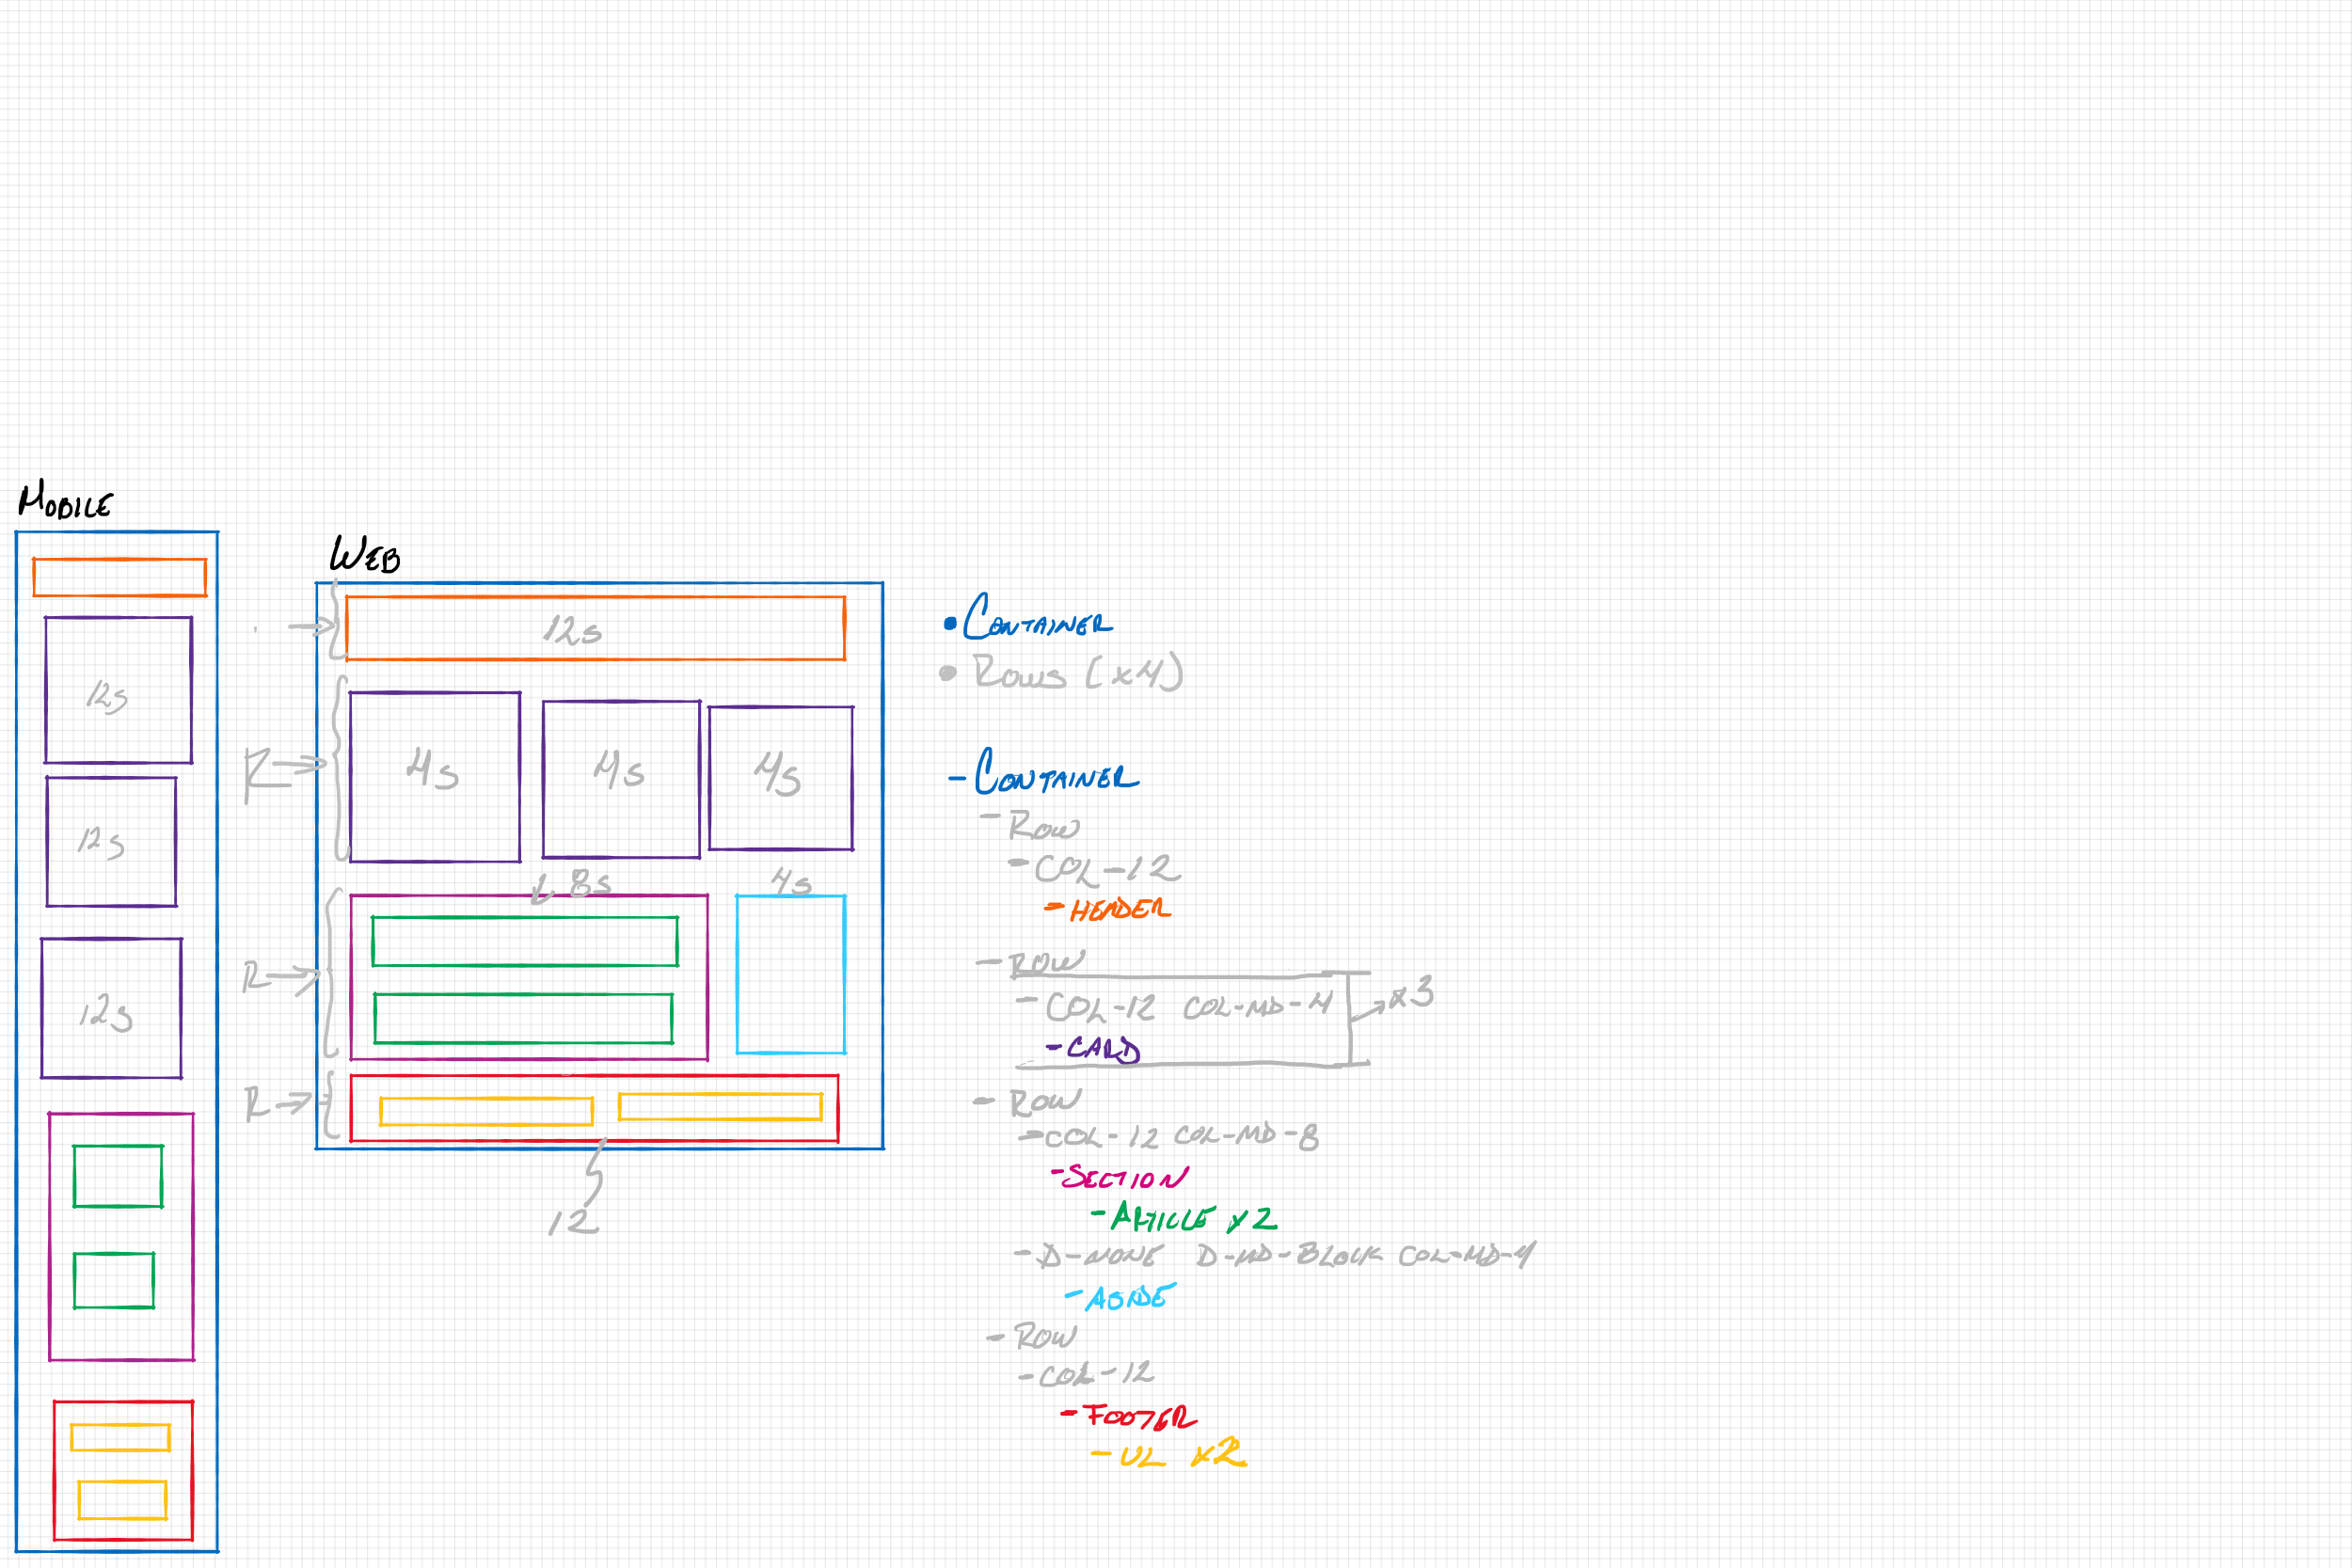 MOBILE
12s
12s
12s
WEB
12s
R
4s
4s
4s
8s
4s
R
R
12
• CONTAINER
• ROWS (x4)
- CONTAINER
- ROW
- COL-12
- HEADER
- ROW
- COL-12 COL-MD-4
x3
- CARD
- ROW
- COL-12 COL-MD-8
- SECTION
- ARTICLE x2
- D-NONE D-MD-BLOCK COL-MD-4
- ASIDE
- ROW
- COL-12
- FOOTER
- UL x2